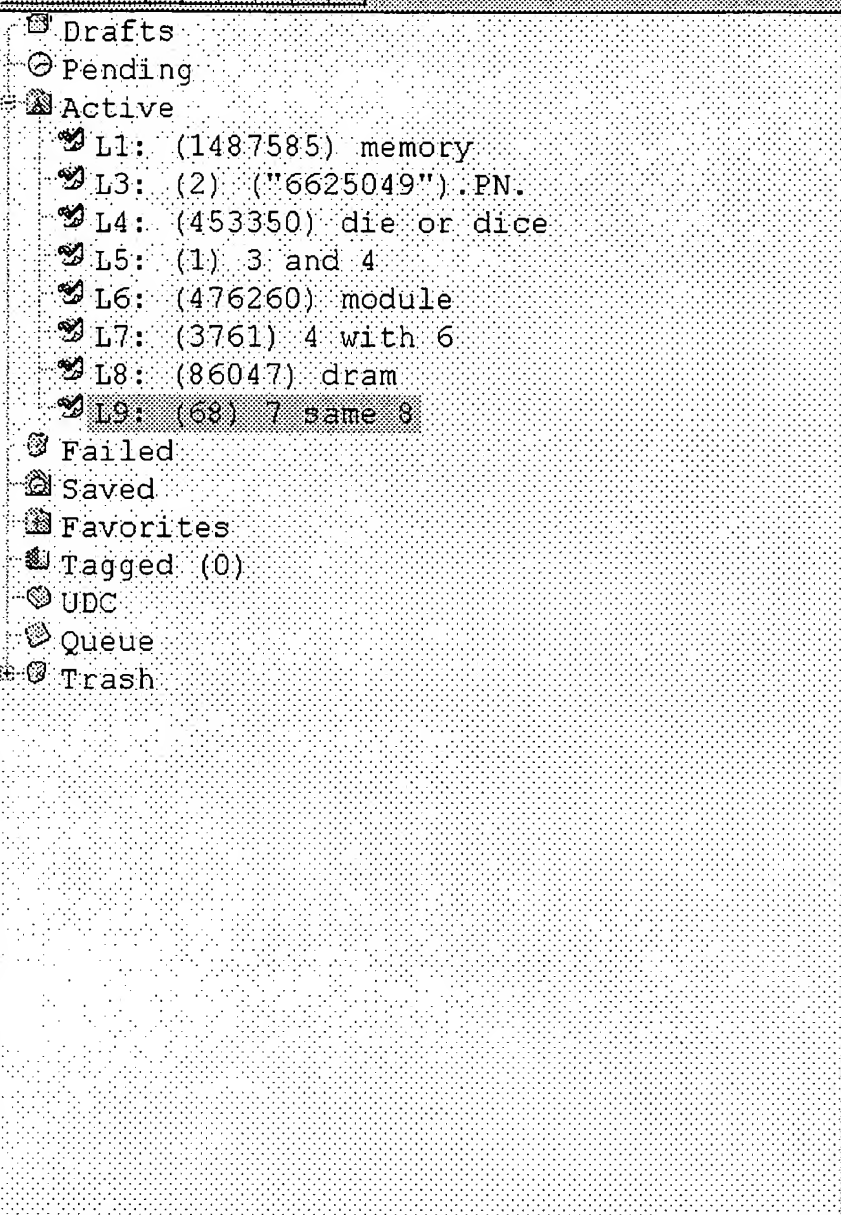 Drafts
Pending
Active
L1: (1487585) memory
L3: (2) ("6625049").PN.
L4: (453350) die or dice
L5: (1) 3 and 4
L6: (476260) module
L7: (3761) 4 with 6
L8: (86047) dram
L9: (68) 7 same 8
Failed
Saved
Favorites
Tagged (0)
UDC
Queue
Trash